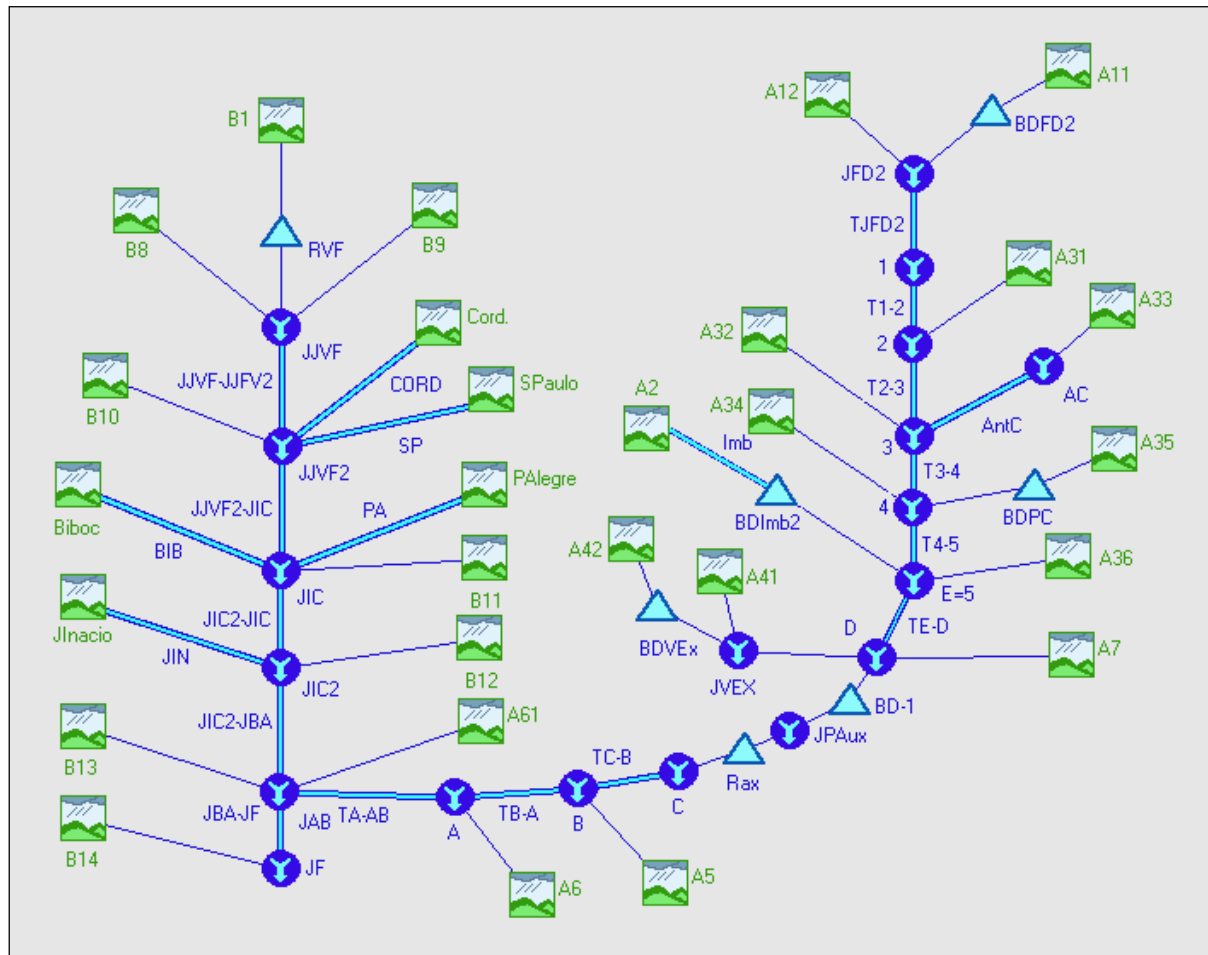 A12
A11
BDFD2
B1
JFD2
TJFD2
B8
RVF
B9
1
A31
T1-2
A33
Cord.
A32
2
JJVF
JJVF-JJFV2
CORD
T2-3
AC
SPaulo
A2
A34
AntC
B10
SP
Imb
3
A35
JJVF2
T3-4
PAlegre
JJVF2-JIC
PA
4
BDPC
Biboc
BDImb2
BIB
T4-5
A42
A41
A36
JIC
B11
E=5
JInacio
JIC2-JIC
TE-D
D
JIN
BDVEx
A7
JIC2
B12
JVEX
BD-1
A61
JIC2-JBA
JPAux
TC-B
Rax
B13
C
JBA-JF
JAB
TA-AB
TB-A
B
A
B14
JF
A6
A5